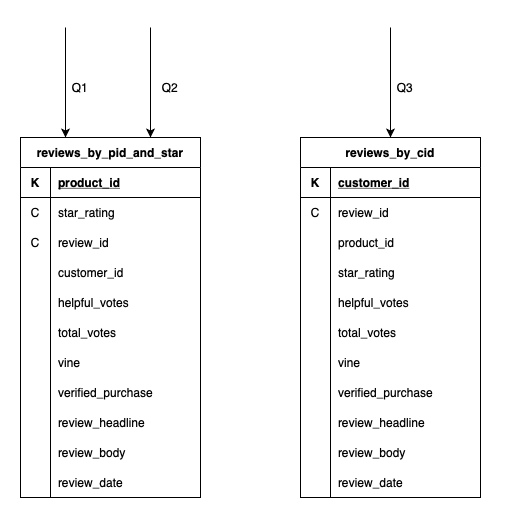 Q1
Q2
Q3
reviews_by_pid_and_star
K product_id
C star_rating
C review_id
customer_id
helpful_votes
total_votes
vine
verified_purchase
review_headline
review_body
review_date
reviews_by_cid
K customer_id
C review_id
product_id
star_rating
helpful_votes
total_votes
vine
verified_purchase
review_headline
review_body
review_date